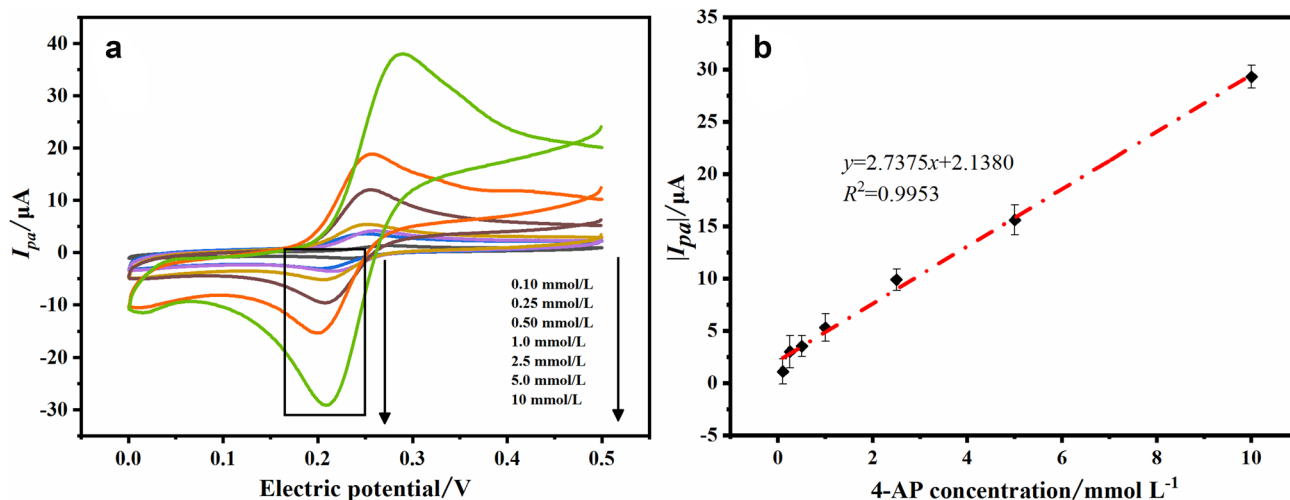 a
I_pa/μA
40
30
20
10
0
-10
-20
-30
0.0 0.1 0.2 0.3 0.4 0.5
Electric potential/V
0.10 mmol/L
0.25 mmol/L
0.50 mmol/L
1.0 mmol/L
2.5 mmol/L
5.0 mmol/L
10 mmol/L
b
|I_pa|/μA
35
30
25
20
15
10
5
0
-5
0 2 4 6 8 10
4-AP concentration/mmol L⁻¹
y=2.7375x+2.1380
R²=0.9953